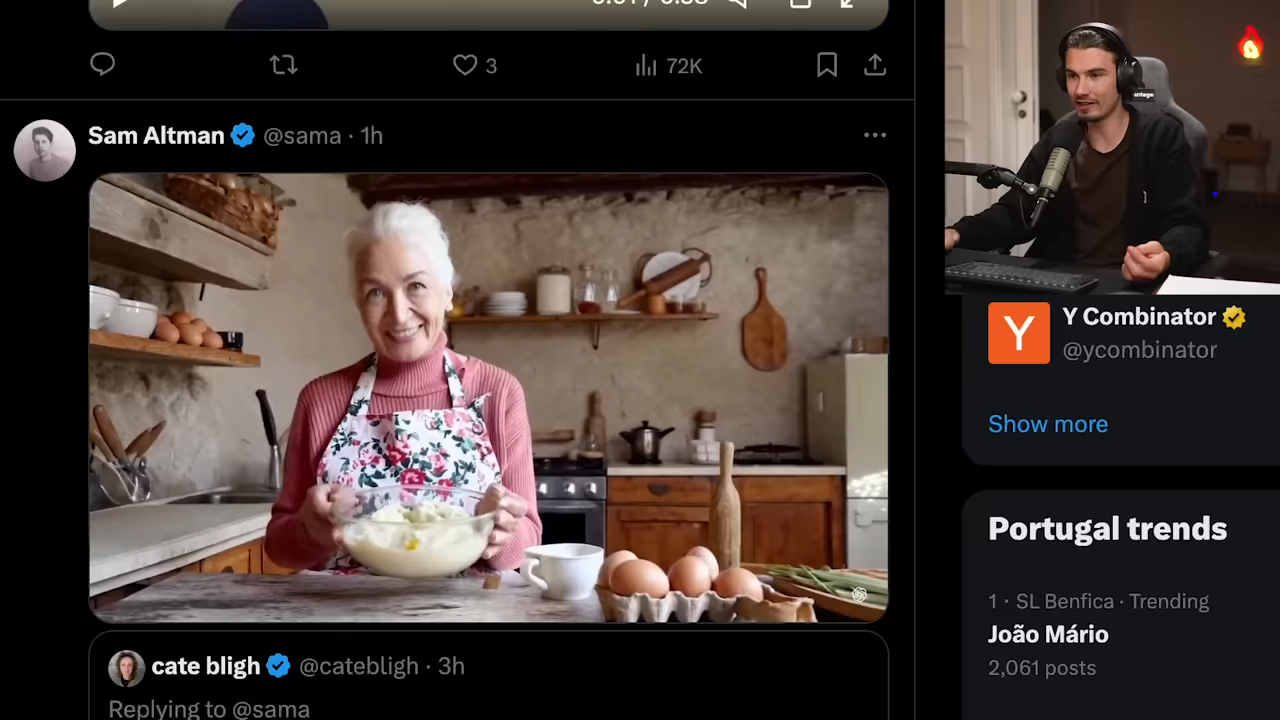 3
72K
Sam Altman @sama · 1h
cate bligh @catebligh · 3h
Replying to @sama
Y
Y Combinator
@ycombinator
Show more
Portugal trends
1 · SL Benfica · Trending
João Mário
2,061 posts